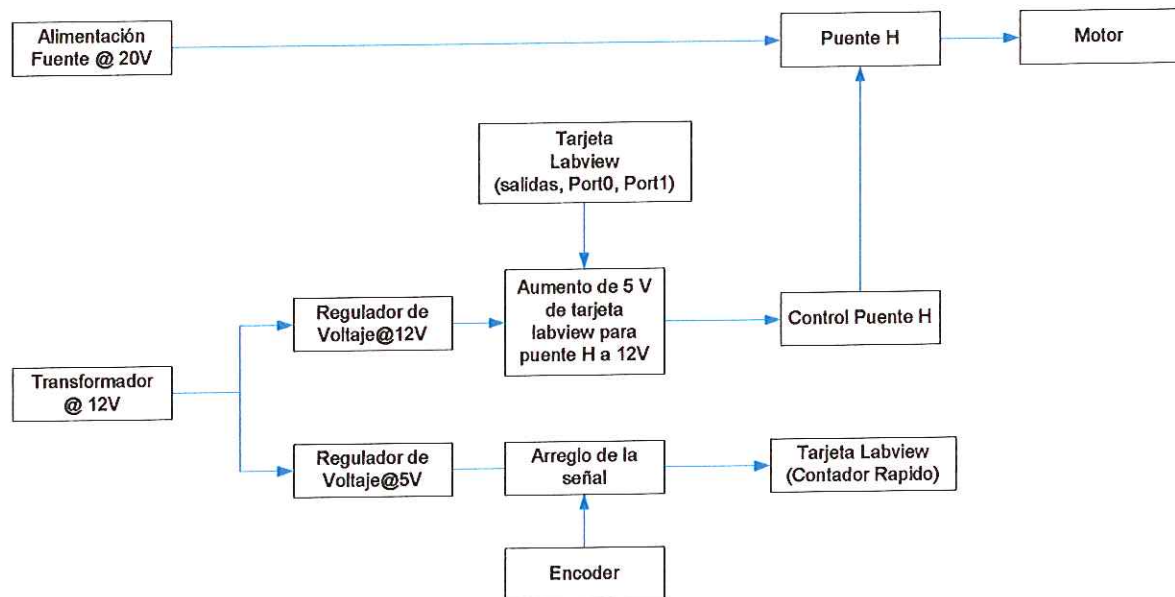 Alimentación
Fuente @ 20V
Puente H
Motor
Tarjeta
Labview
(salidas, Port0, Port1)
Regulador de
Voltaje@12V
Aumento de 5 V
de tarjeta
labview para
puente H a 12V
Control Puente H
Transformador
@ 12V
Regulador de
Voltaje@5V
Arreglo de la
señal
Tarjeta Labview
(Contador Rapido)
Encoder